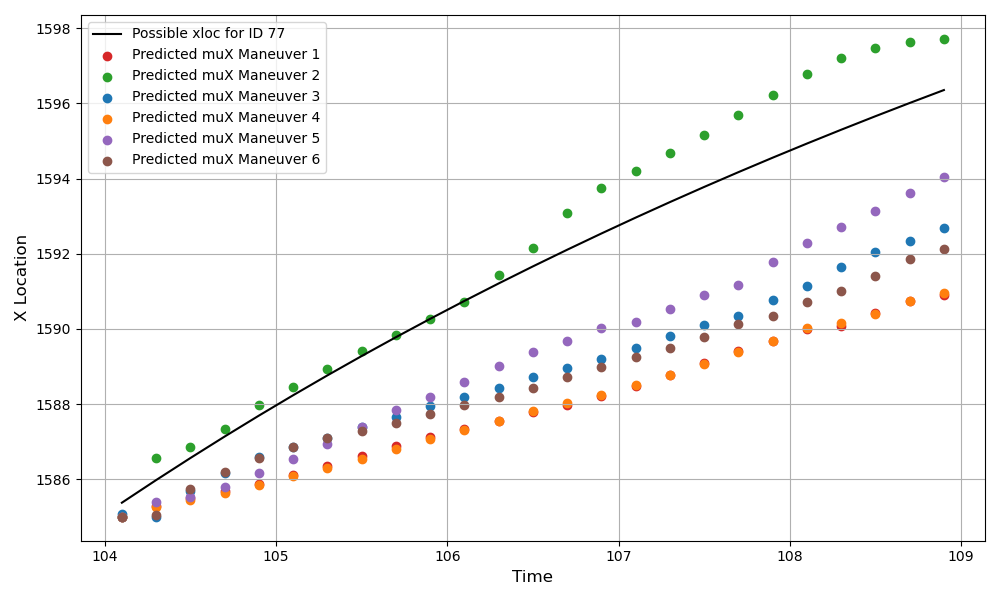 Possible xloc for ID 77
Predicted muX Maneuver 1
Predicted muX Maneuver 2
Predicted muX Maneuver 3
Predicted muX Maneuver 4
Predicted muX Maneuver 5
Predicted muX Maneuver 6
1598
1596
1594
1592
1590
1588
1586
X Location
104 105 106 107 108 109
Time